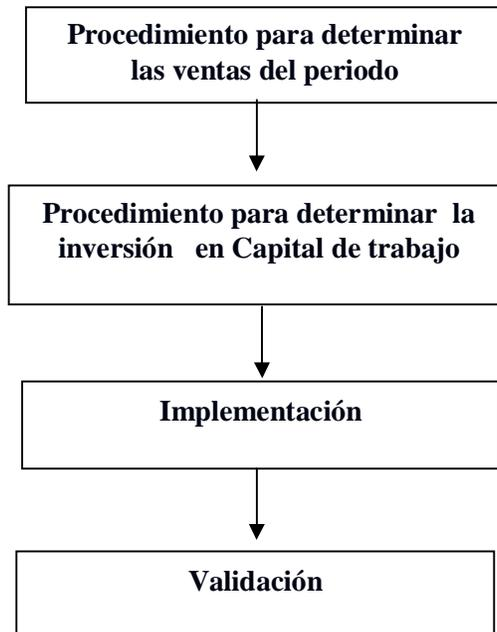 Procedimiento para determinar
las ventas del periodo
Procedimiento para determinar la
inversión en Capital de trabajo
Implementación
Validación